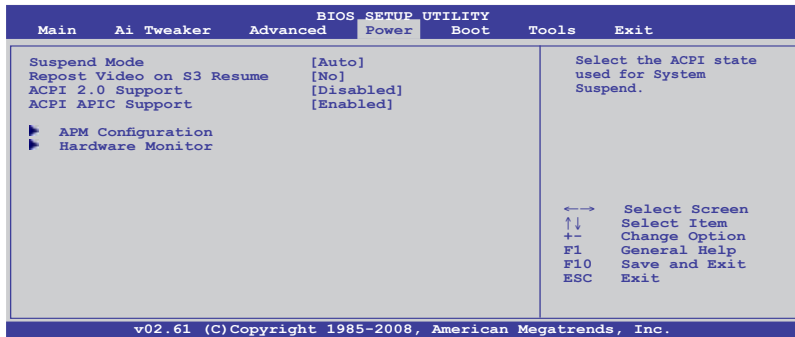 BIOS SETUP UTILITY
Main Ai Tweaker Advanced Power Boot Tools Exit
Suspend Mode [Auto]
Repost Video on S3 Resume [No]
ACPI 2.0 Support [Disabled]
ACPI APIC Support [Enabled]
APM Configuration
Hardware Monitor
Select the ACPI state
used for System
Suspend.
←→ Select Screen
↑↓ Select Item
+- Change Option
F1 General Help
F10 Save and Exit
ESC Exit
v02.61 (C)Copyright 1985-2008, American Megatrends, Inc.